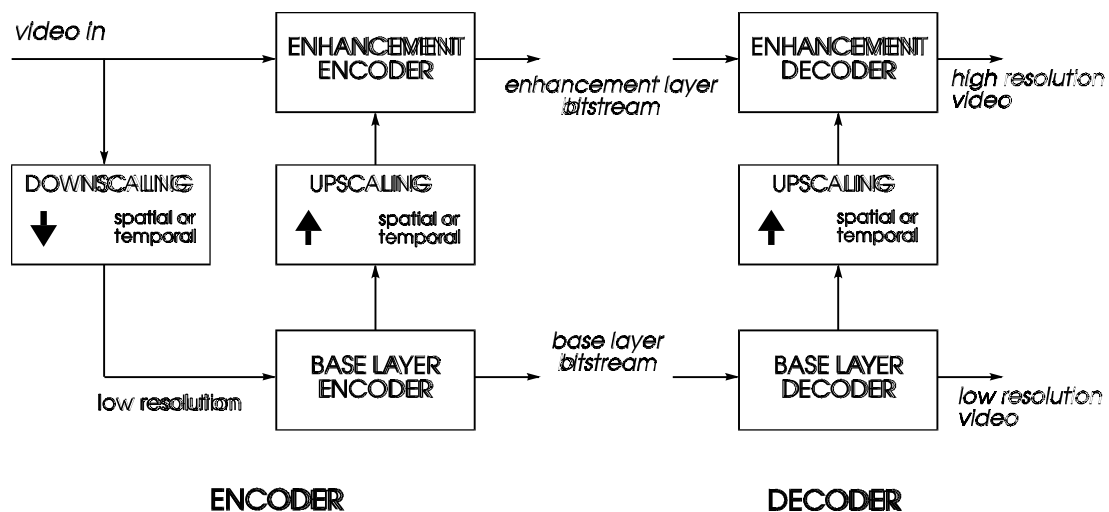 video in
ENHANCEMENT
ENCODER
enhancement layer
bitstream
ENHANCEMENT
DECODER
high resolution
video
DOWNSCALING
spatial or
temporal
UPSCALING
spatial or
temporal
UPSCALING
spatial or
temporal
low resolution
BASE LAYER
ENCODER
base layer
bitstream
BASE LAYER
DECODER
low resolution
video
ENCODER
DECODER